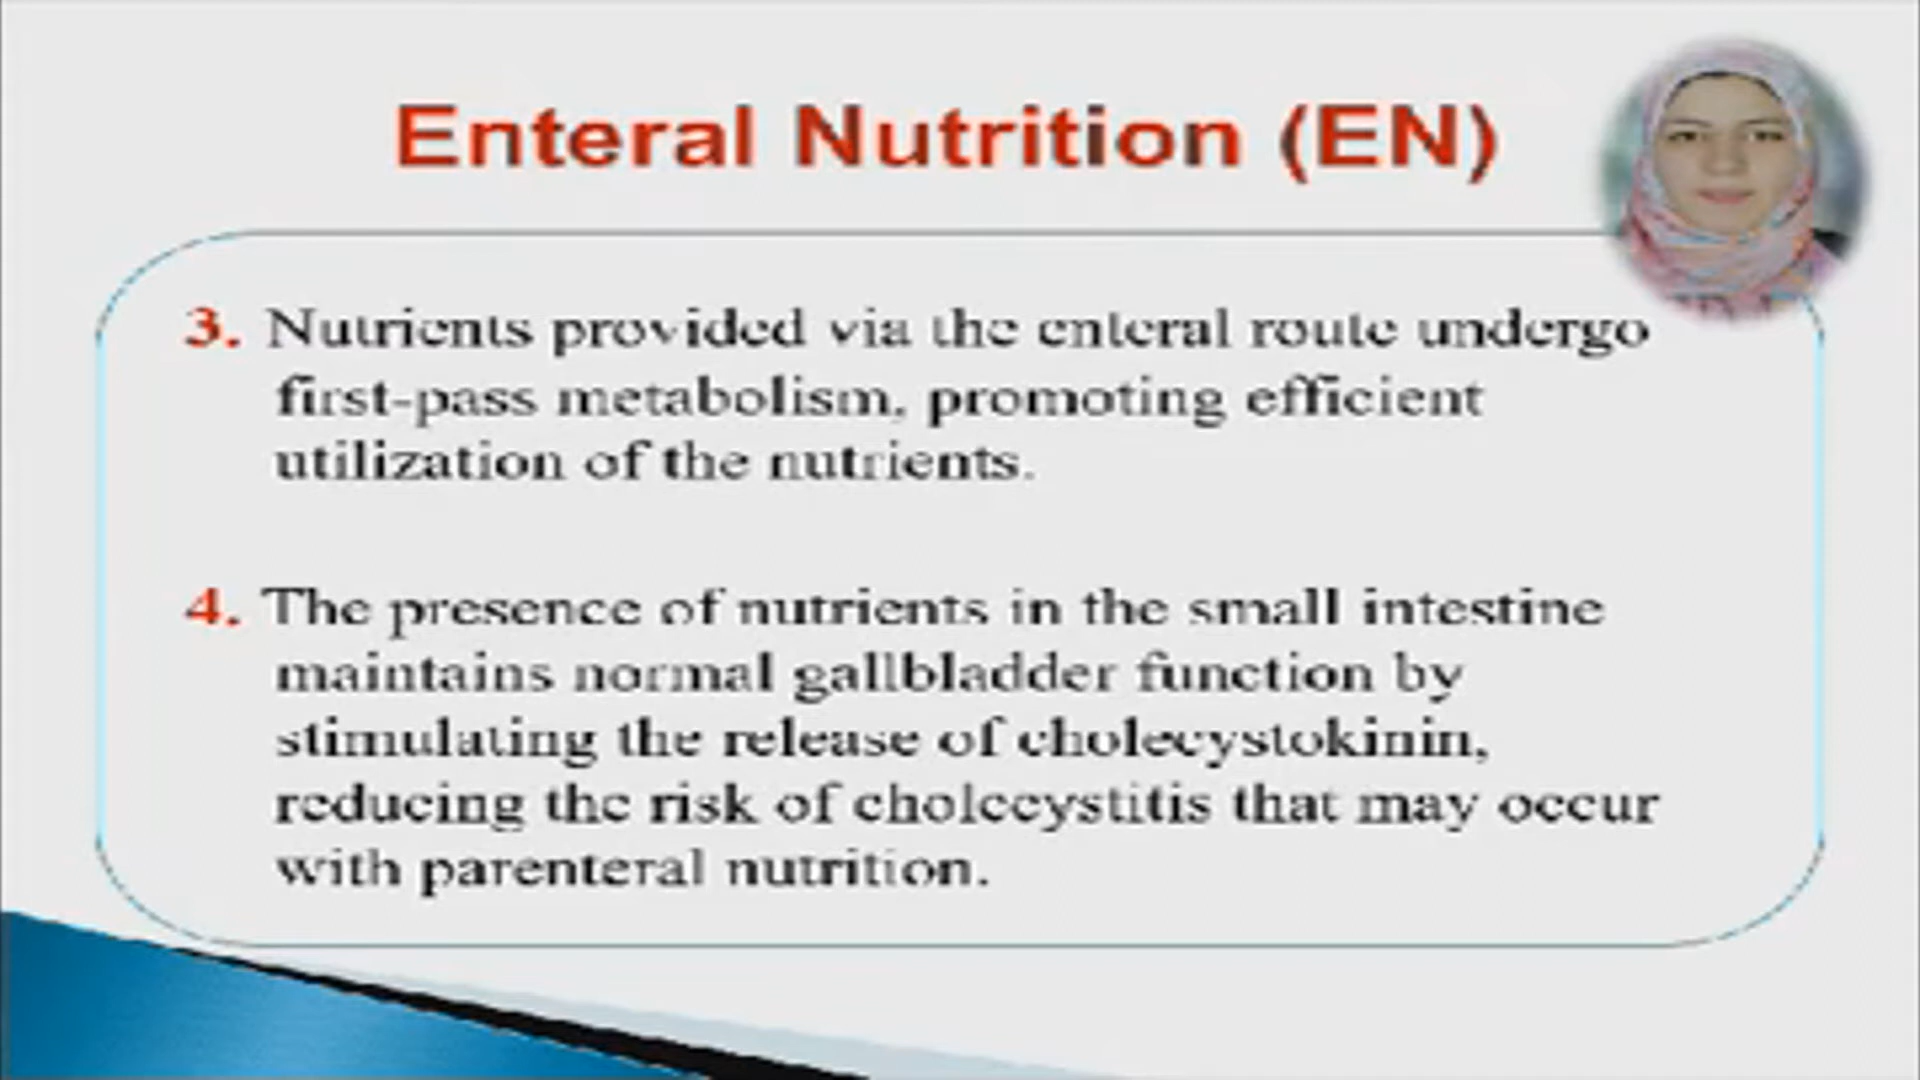 Enteral Nutrition (EN)
3. Nutrients provided via the enteral route undergo
first-pass metabolism, promoting efficient
utilization of the nutrients.
4. The presence of nutrients in the small intestine
maintains normal gallbladder function by
stimulating the release of cholecystokinin,
reducing the risk of cholecystitis that may occur
with parenteral nutrition.